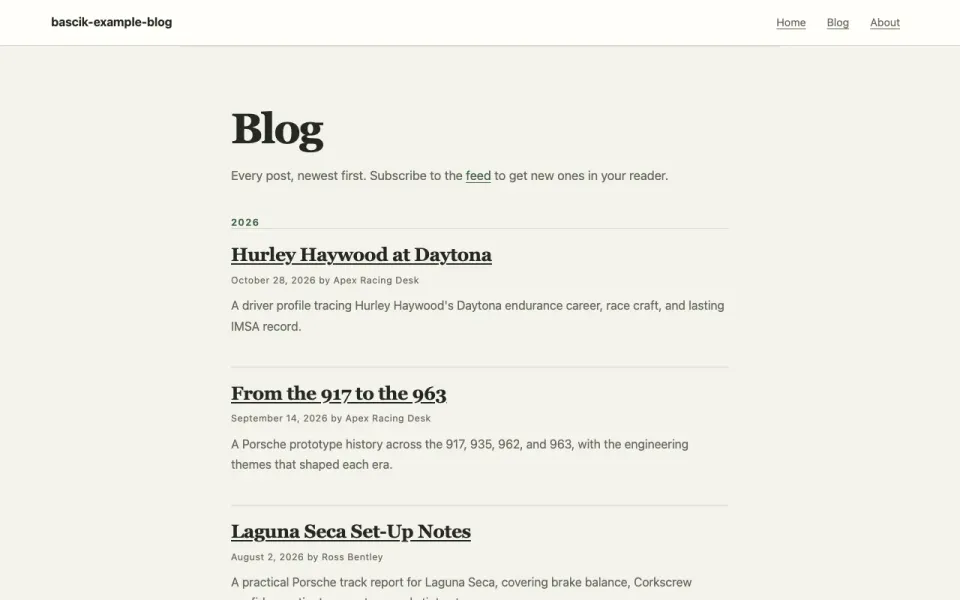 bascik-example-blog
Home Blog About
Blog
Every post, newest first. Subscribe to the feed to get new ones in your reader.
2026
Hurley Haywood at Daytona
October 28, 2026 by Apex Racing Desk
A driver profile tracing Hurley Haywood's Daytona endurance career, race craft, and lasting
IMSA record.
From the 917 to the 963
September 14, 2026 by Apex Racing Desk
A Porsche prototype history across the 917, 935, 962, and 963, with the engineering
themes that shaped each era.
Laguna Seca Set-Up Notes
August 2, 2026 by Ross Bentley
A practical Porsche track report for Laguna Seca, covering brake balance, Corkscrew